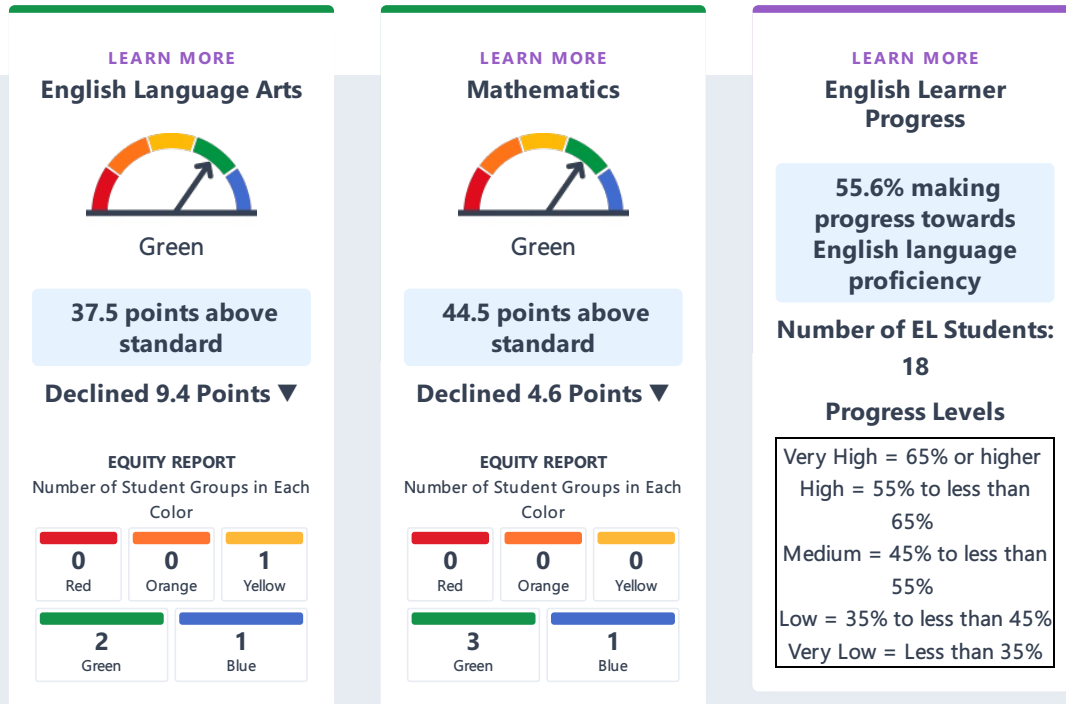 LEARN MORE
English Language Arts
Green
37.5 points above
standard
Declined 9.4 Points ▼
EQUITY REPORT
Number of Student Groups in Each
Color
0
Red
0
Orange
1
Yellow
2
Green
1
Blue
LEARN MORE
Mathematics
Green
44.5 points above
standard
Declined 4.6 Points ▼
EQUITY REPORT
Number of Student Groups in Each
Color
0
Red
0
Orange
0
Yellow
3
Green
1
Blue
LEARN MORE
English Learner
Progress
55.6% making
progress towards
English language
proficiency
Number of EL Students:
18
Progress Levels
Very High = 65% or higher
High = 55% to less than
65%
Medium = 45% to less than
55%
Low = 35% to less than 45%
Very Low = Less than 35%